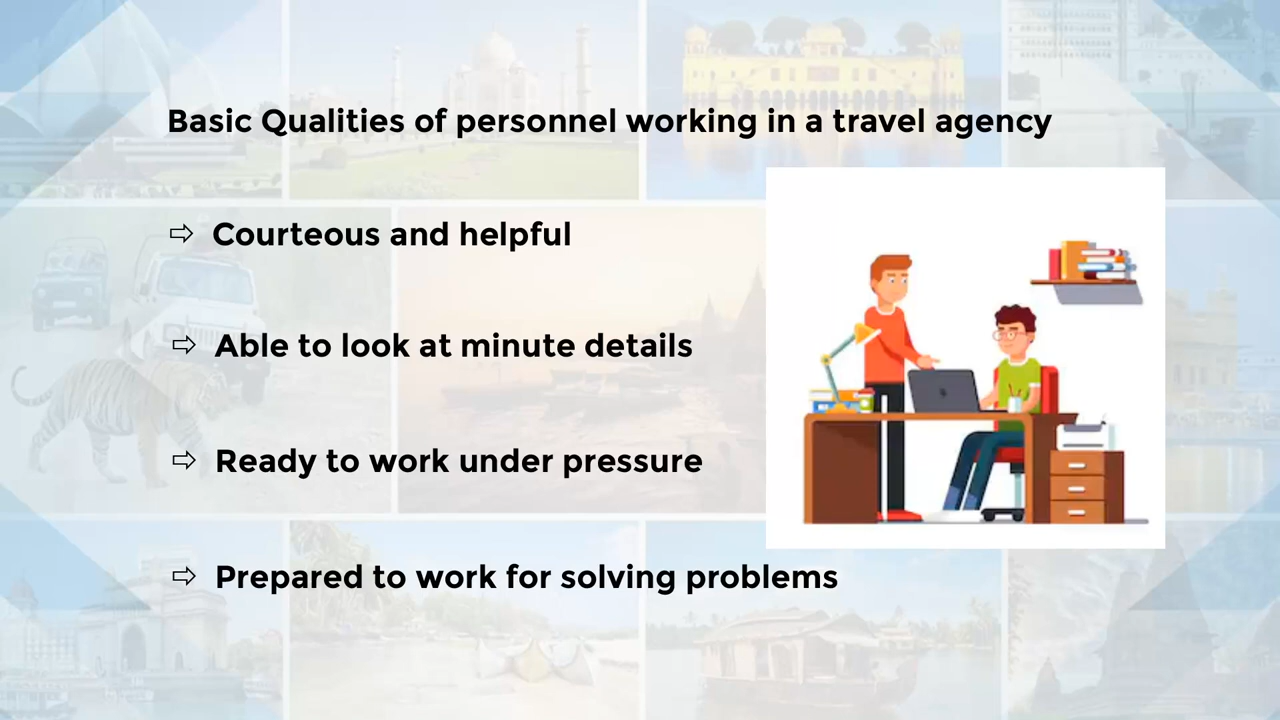 Basic Qualities of personnel working in a travel agency
⇨ Courteous and helpful
⇨ Able to look at minute details
⇨ Ready to work under pressure
⇨ Prepared to work for solving problems